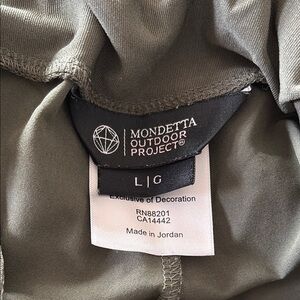 MONDETTA
OUTDOOR
PROJECT®
L|G
Exclusive of Decoration
RN88201
CA14442
Made in Jordan